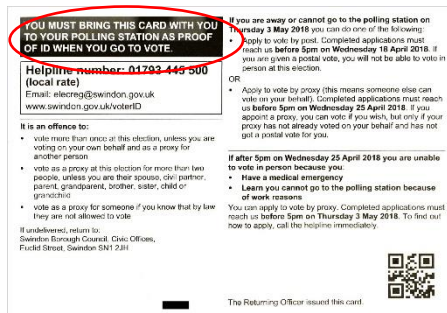 YOU MUST BRING THIS CARD WITH YOU
TO YOUR POLLING STATION AS PROOF
OF ID WHEN YOU GO TO VOTE.
Helpline number: 01793 445 500
(local rate)
Email: elecreg@swindon.gov.uk
www.swindon.gov.uk/voterID
It is an offence to:
• vote more than once at this election, unless you are
voting on your own behalf and as a proxy for
another person
• vote as a proxy at this election for more than two
people, unless you are their spouse, civil partner,
parent, grandparent, brother, sister, child or
grandchild
• vote as a proxy for someone if you know that by law
they are not allowed to vote
If undelivered, return to:
Swindon Borough Council, Civic Offices,
Euclid Street, Swindon SN1 2JH
If you are away or cannot go to the polling station on
Thursday 3 May 2018 you can do one of the following:
• Apply to vote by post. Completed applications must
reach us before 5pm on Wednesday 18 April 2018. If
you are given a postal vote, you will not be able to vote in
person at this election.
OR
• Apply to vote by proxy (this means someone else can
vote on your behalf). Completed applications must reach
us before 5pm on Wednesday 25 April 2018. If you
appoint a proxy, you can vote if you wish, but only if your
proxy has not already voted on your behalf and has not
got a postal vote for you.
If after 5pm on Wednesday 25 April 2018 you are unable
to vote in person because you:
• Have a medical emergency
• Learn you cannot go to the polling station because
of work reasons
You can apply to vote by proxy. Completed applications must
reach us before 5pm on Thursday 3 May 2018. To find out
how to apply, call the helpline immediately.
The Returning Officer issued this card.